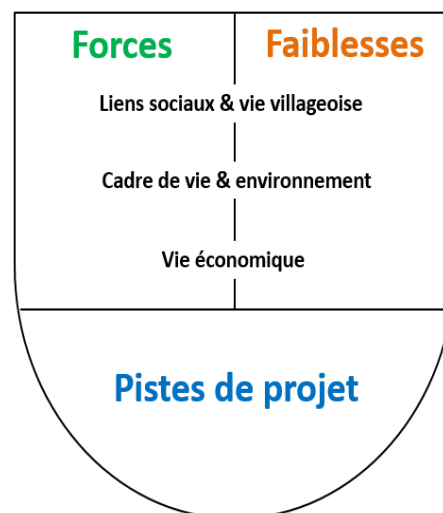 Forces
Faiblesses
Liens sociaux & vie villageoise
Cadre de vie & environnement
Vie économique
Pistes de projet